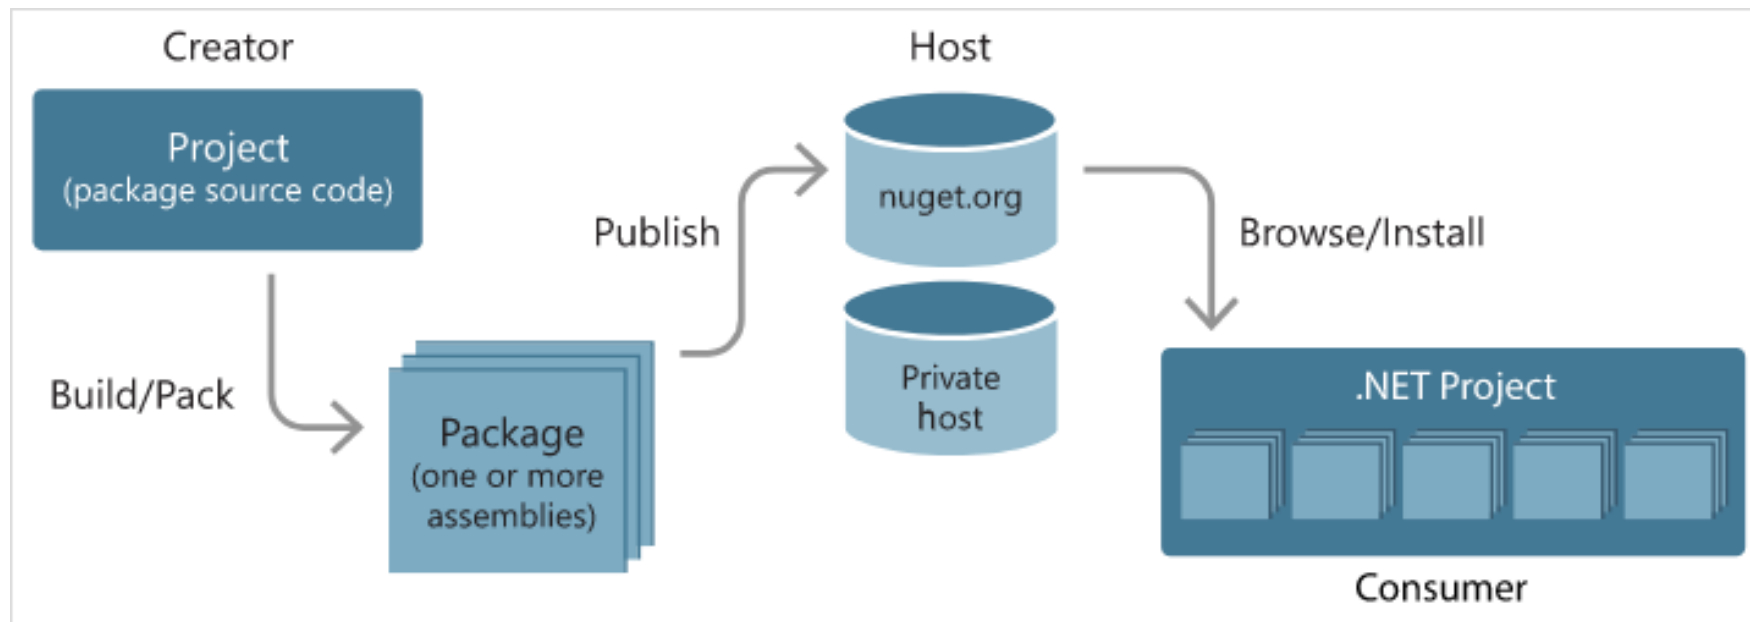 Creator
Project
(package source code)
Build/Pack
Package
(one or more
assemblies)
Publish
Host
nuget.org
Private
host
Browse/Install
.NET Project
Consumer